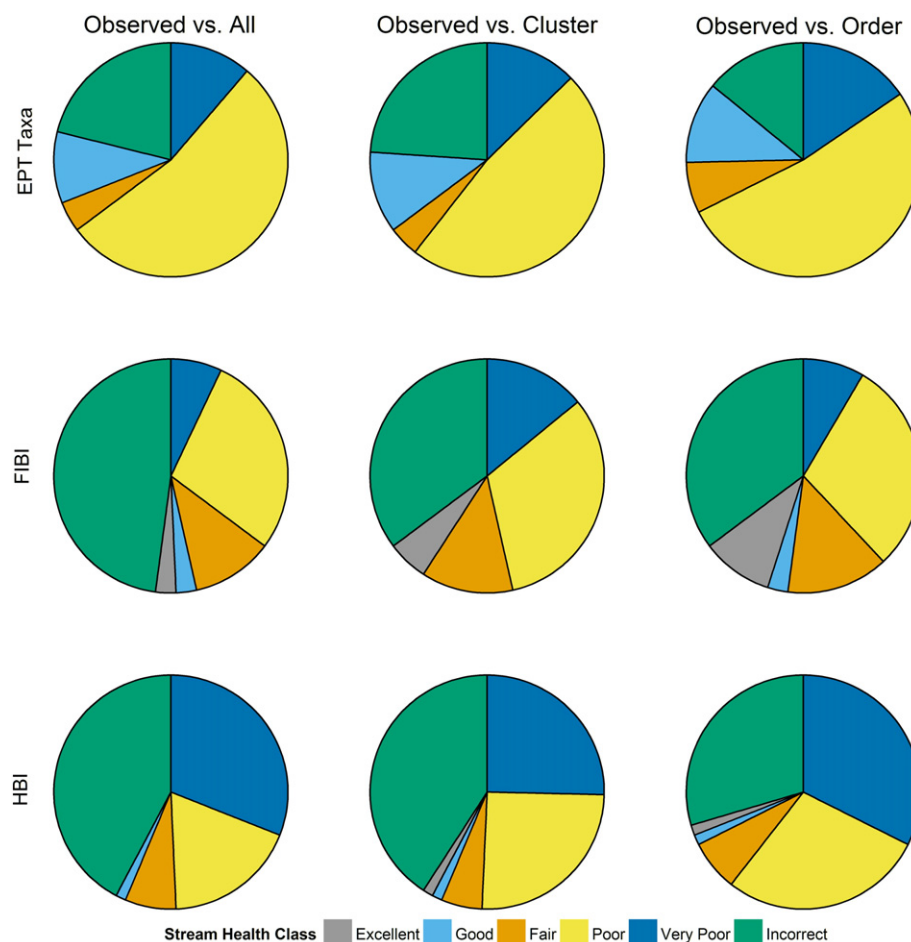 Observed vs. All
Observed vs. Cluster
Observed vs. Order
EPT Taxa
FIBI
HBI
Stream Health Class Excellent Good Fair Poor Very Poor Incorrect